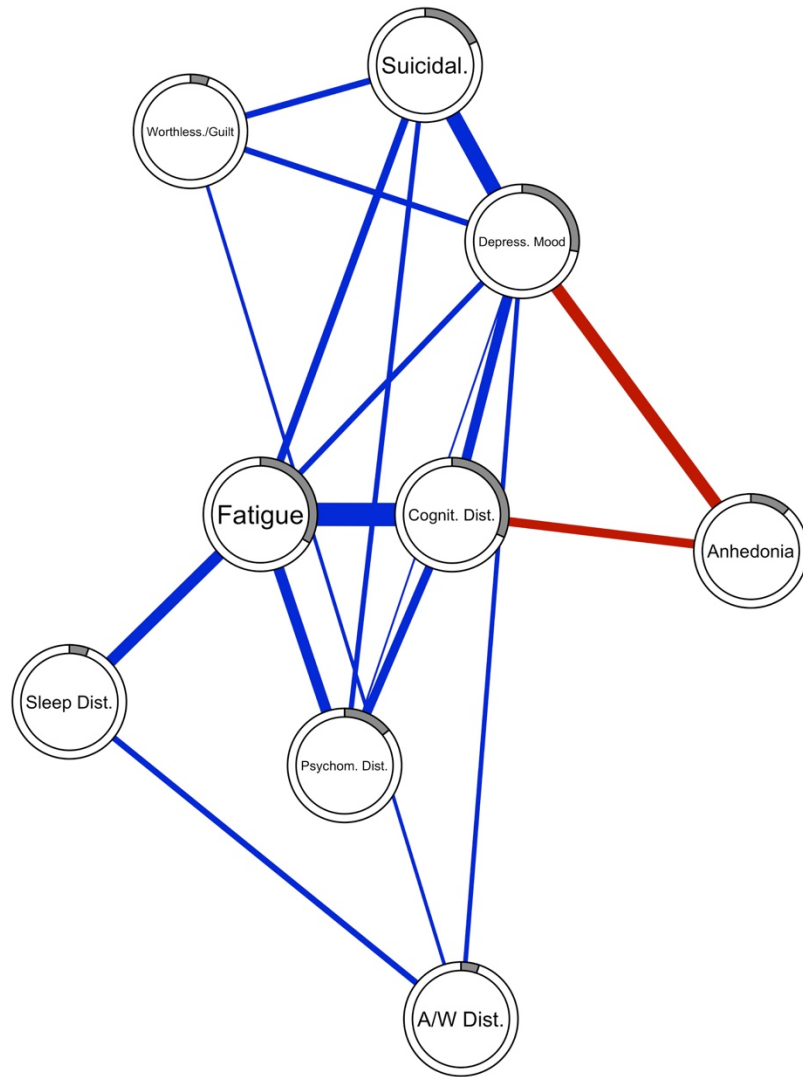 Suicidal.
Worthless./Guilt
Depress. Mood
Fatigue
Cognit. Dist.
Anhedonia
Sleep Dist.
Psychom. Dist.
A/W Dist.